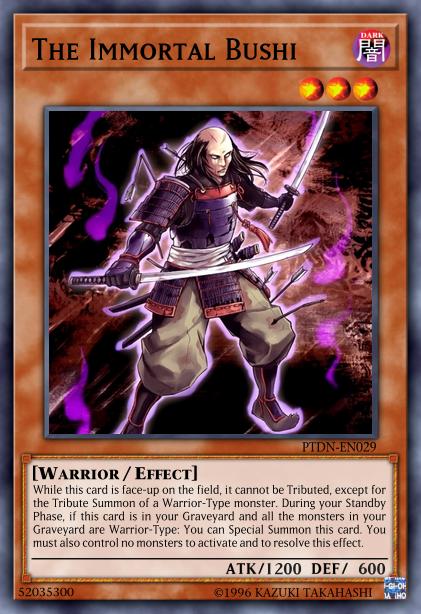 The Immortal Bushi
DARK
闇
PTDN-EN029
[Warrior / Effect]
While this card is face-up on the field, it cannot be Tributed, except for
the Tribute Summon of a Warrior-Type monster. During your Standby
Phase, if this card is in your Graveyard and all the monsters in your
Graveyard are Warrior-Type: You can Special Summon this card. You
must also control no monsters to activate and to resolve this effect.
ATK/1200 DEF/ 600
52035300 ©1996 KAZUKI TAKAHASHI